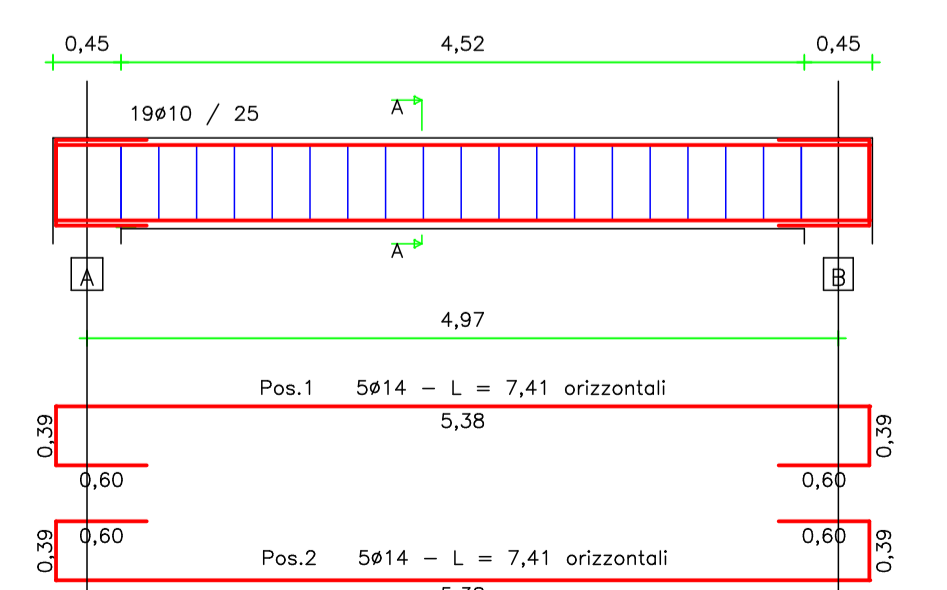 0,45 4,52 0,45
19ø10 / 25 A
A
A B
4,97
Pos.1 5ø14 - L = 7,41 orizzontali
0,39 5,38 0,39
0,60 0,60
0,39 0,60 0,60 0,39
Pos.2 5ø14 - L = 7,41 orizzontali